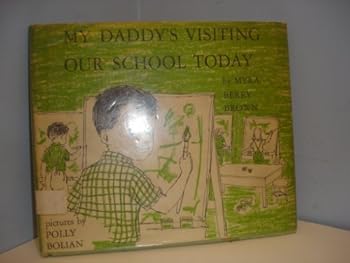 MY DADDY'S VISITING
OUR SCHOOL TODAY
by MYRA
BERRY
BROWN
pictures by
POLLY
BOLIAN